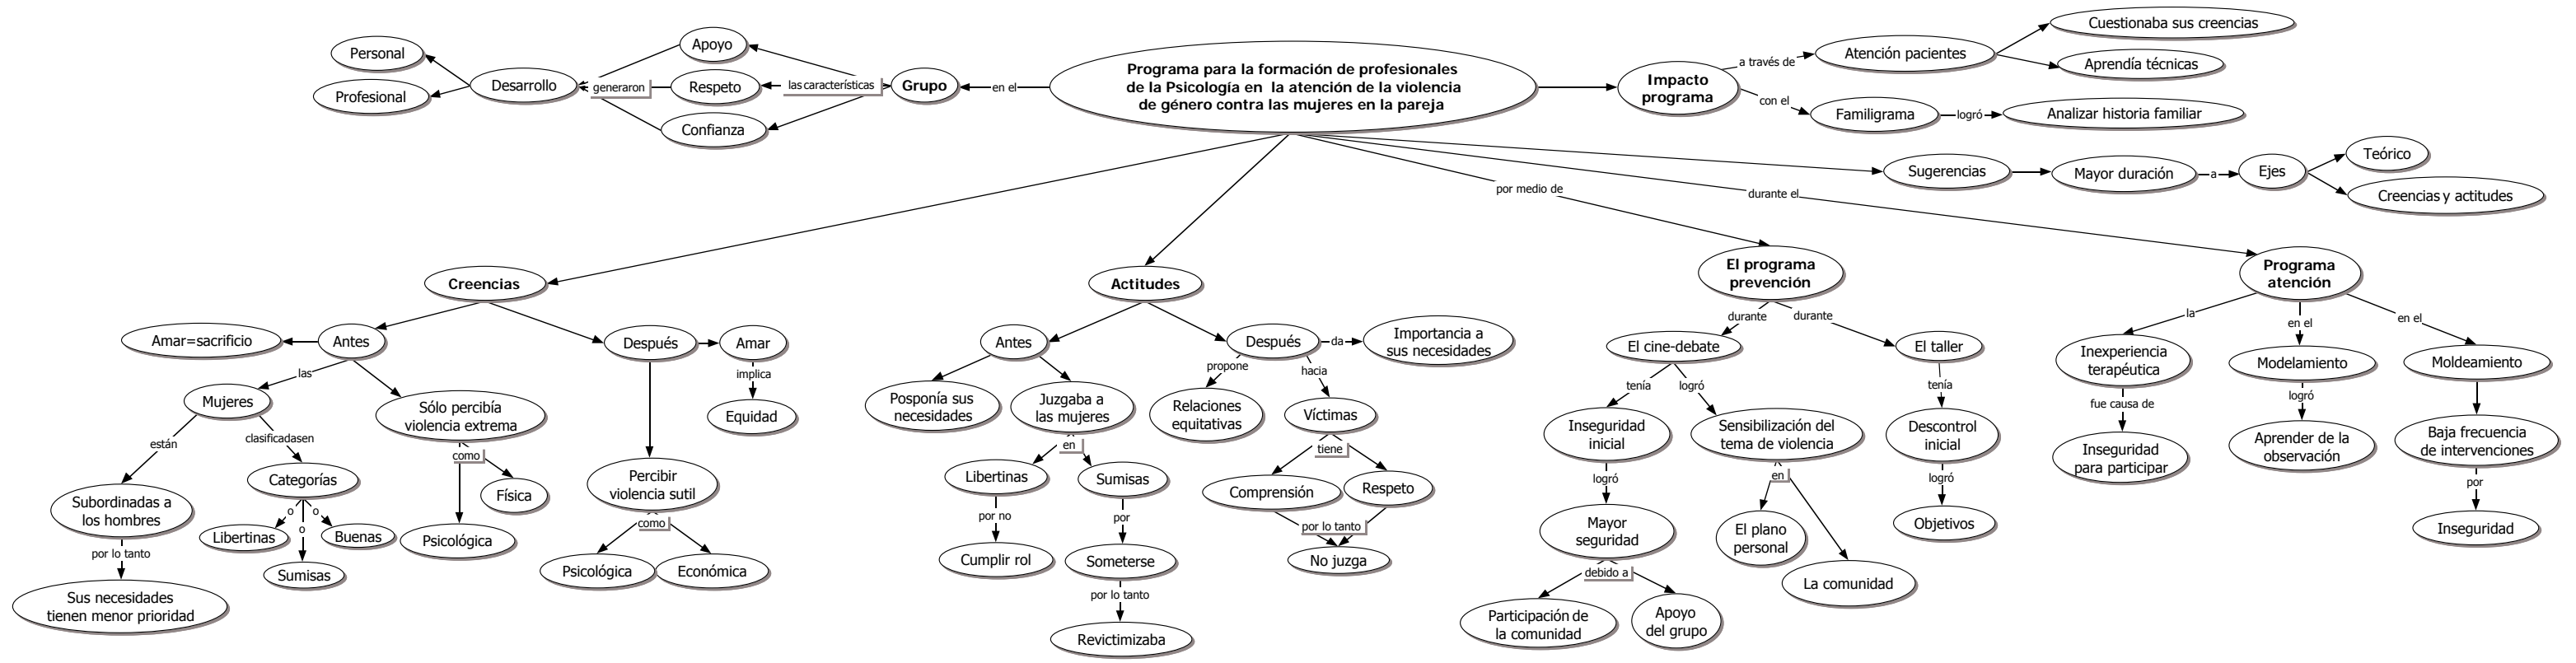 Cuestionaba sus creencias
Personal
Apoyo
Atención pacientes
a través de
Aprendía técnicas
Programa para la formación de profesionales
de la Psicología en la atención de la violencia
de género contra las mujeres en la pareja
Desarrollo
generaron
Respeto
las características
Grupo
en el
Impacto
programa
Profesional
con el
Confianza
Familigrama
logró
Analizar historia familiar
Teórico
Sugerencias
Mayor duración
a
Ejes
Creencias y actitudes
por medio de
durante el
Creencias
Actitudes
El programa
prevención
Programa
atención
Amar=sacrificio
Antes
Después
Amar
implica
Equidad
las
Mujeres
Sólo percibía
violencia extrema
están
clasificadasen
como
Física
Psicológica
Subordinadas a
los hombres
por lo tanto
Sus necesidades
tienen menor prioridad
Categorías
o
o
o
Libertinas
Buenas
Sumisas
Percibir
violencia sutil
como
Psicológica
Económica
Antes
Después
da
Importancia a
sus necesidades
Posponía sus
necesidades
Juzgaba a
las mujeres
en
Libertinas
por no
Cumplir rol
Sumisas
por
Someterse
por lo tanto
Revictimizaba
propone
Relaciones
equitativas
hacia
Víctimas
tiene
Comprensión
Respeto
por lo tanto
No juzga
durante
durante
El cine-debate
El taller
tenía
logró
Inseguridad
inicial
logró
Mayor
seguridad
debido a
Participación de
la comunidad
Apoyo
del grupo
Sensibilización del
tema de violencia
en
El plano
personal
La comunidad
tenía
Descontrol
inicial
logró
Objetivos
la
en el
en el
Inexperiencia
terapéutica
fue causa de
Inseguridad
para participar
Modelamiento
logró
Aprender de la
observación
Moldeamiento
Baja frecuencia
de intervenciones
por
Inseguridad